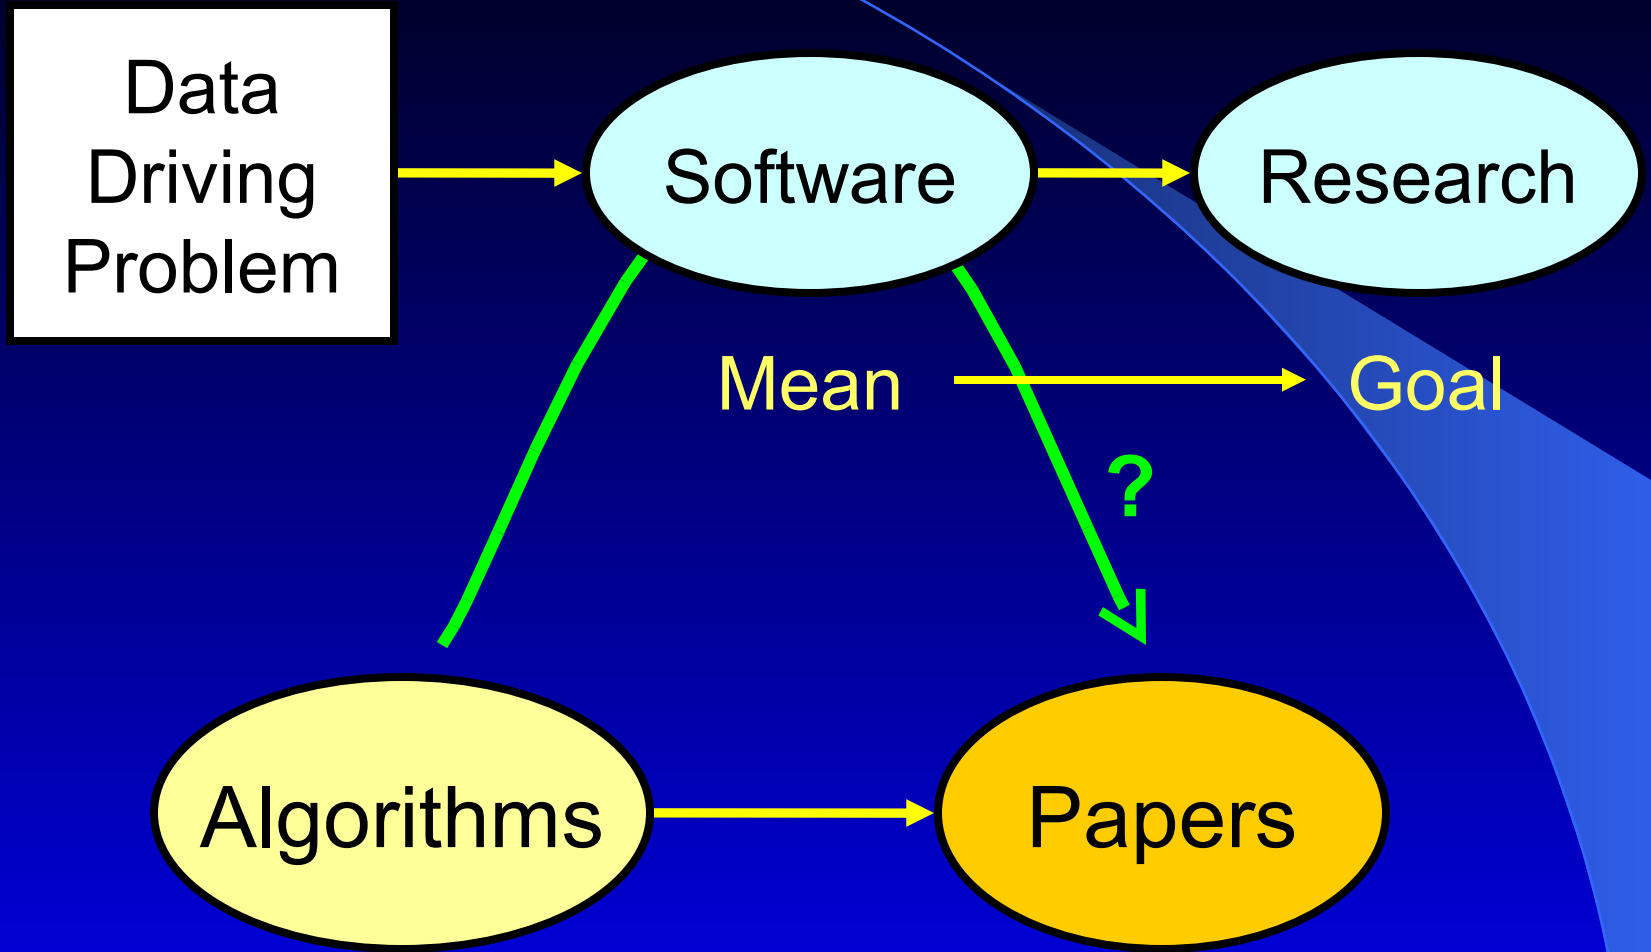 Data
Driving
Problem
Software
Research
Mean
Goal
?
Algorithms
Papers